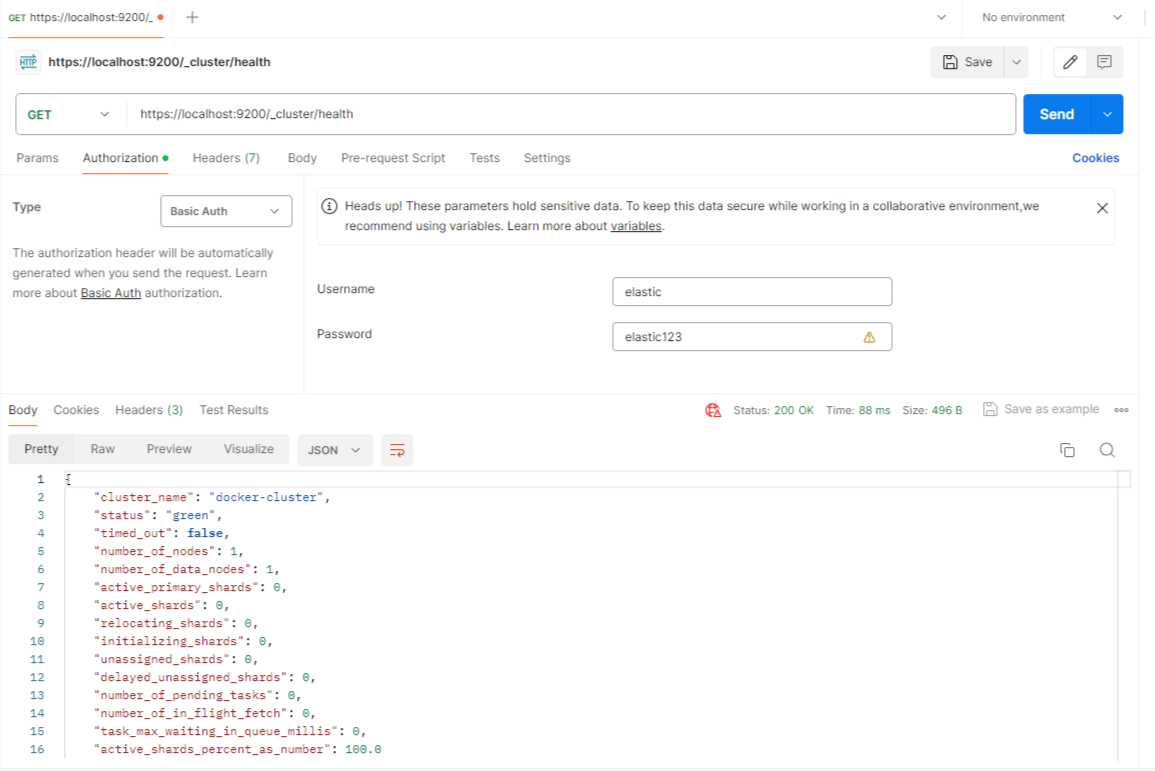 GET https://localhost:9200/_
No environment
HTTP https://localhost:9200/_cluster/health
Save
GET
https://localhost:9200/_cluster/health
Send
Params Authorization Headers (7) Body Pre-request Script Tests Settings Cookies
Type
Basic Auth
The authorization header will be automatically
generated when you send the request. Learn
more about Basic Auth authorization.
Heads up! These parameters hold sensitive data. To keep this data secure while working in a collaborative environment,we
recommend using variables. Learn more about variables.
Username
elastic
Password
elastic123
Body Cookies Headers (3) Test Results
Status: 200 OK Time: 88 ms Size: 496 B Save as example
Pretty Raw Preview Visualize JSON
1 {
2 "cluster_name": "docker-cluster",
3 "status": "green",
4 "timed_out": false,
5 "number_of_nodes": 1,
6 "number_of_data_nodes": 1,
7 "active_primary_shards": 0,
8 "active_shards": 0,
9 "relocating_shards": 0,
10 "initializing_shards": 0,
11 "unassigned_shards": 0,
12 "delayed_unassigned_shards": 0,
13 "number_of_pending_tasks": 0,
14 "number_of_in_flight_fetch": 0,
15 "task_max_waiting_in_queue_millis": 0,
16 "active_shards_percent_as_number": 100.0